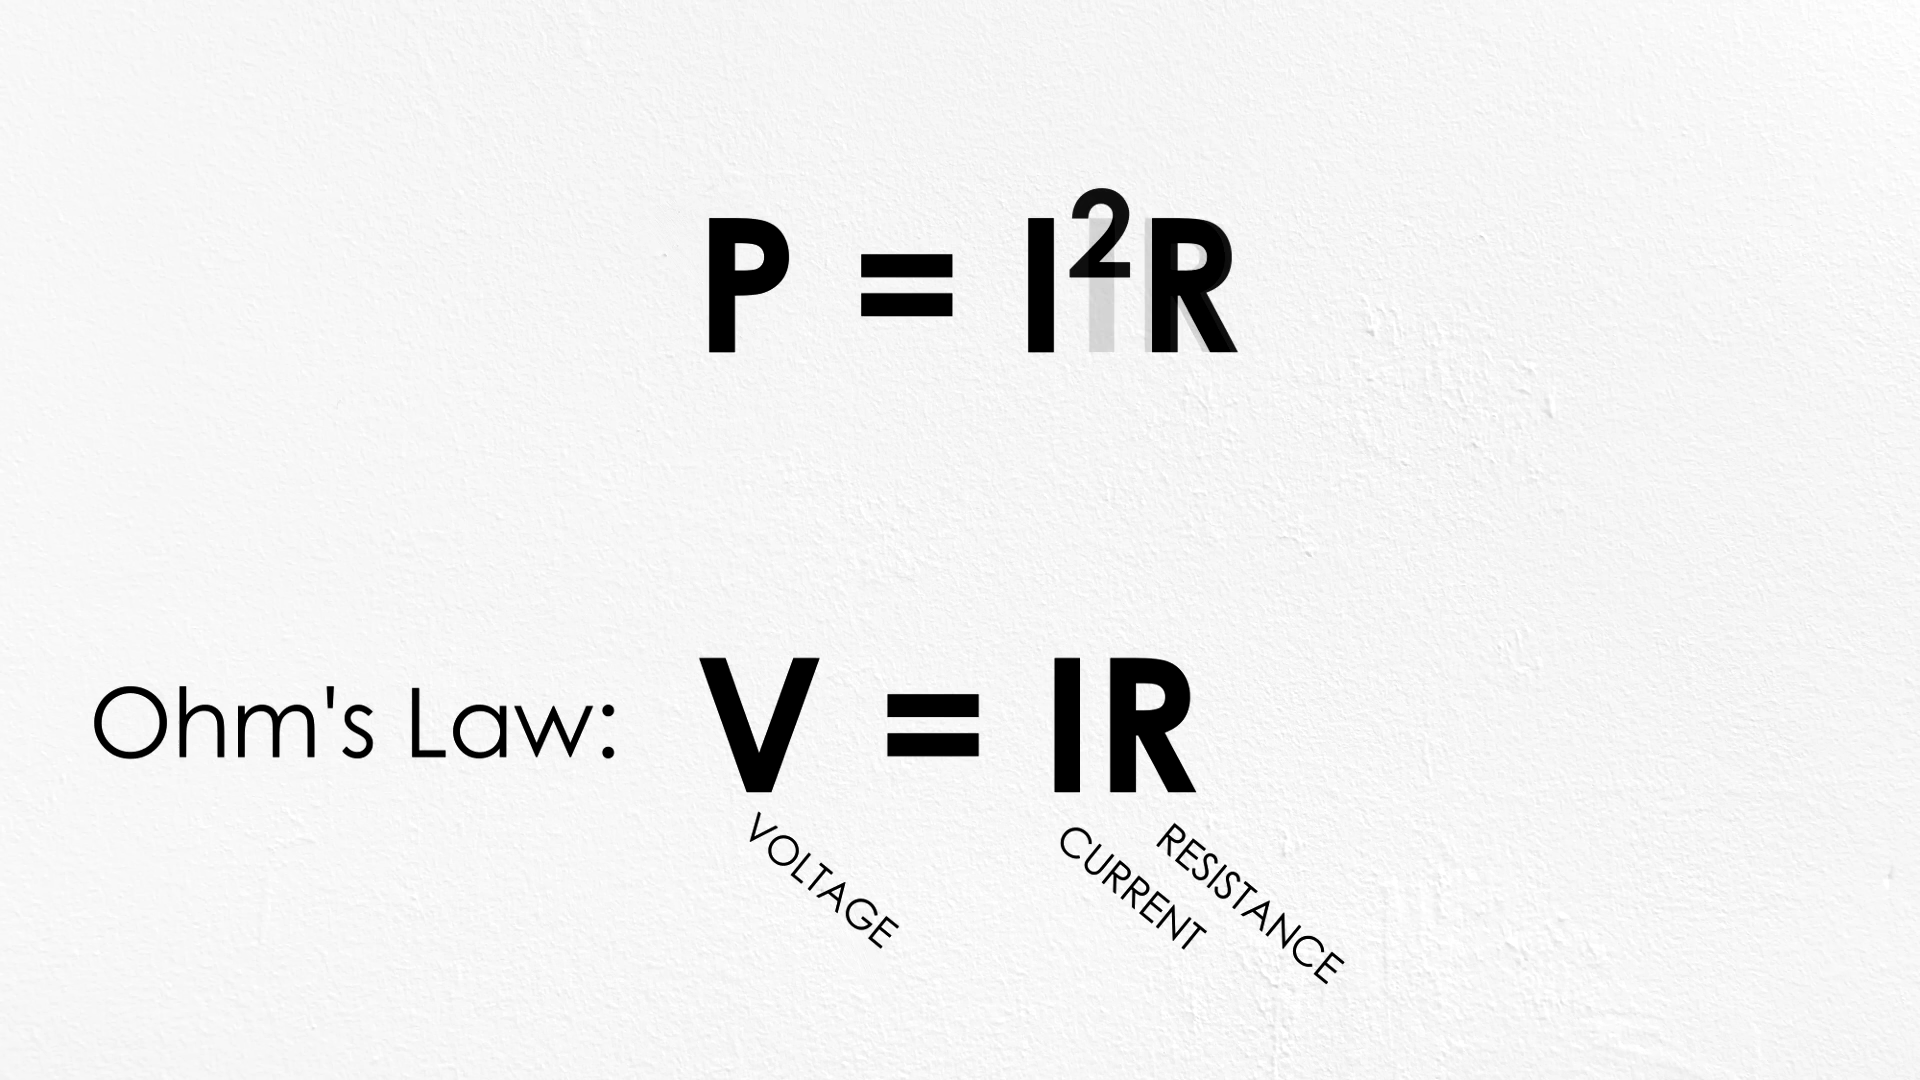 P = I²R
Ohm's Law: V = IR
VOLTAGE
CURRENT
RESISTANCE